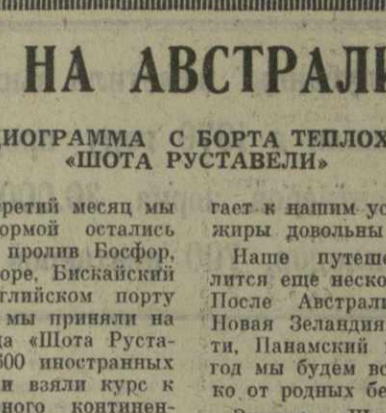 НА АВСТРАЛИ
ДИОГРАММА С БОРТА ТЕПЛОХ
«ШОТА РУСТАВЕЛИ»
ретий месяц мы
ормой остались
пролив Босфор,
оре, Бискайский
глийском порту
мы приняли на
да «Шота Руста-
600 иностранных
и взяли курс к
ного континен-
гает к нашим ус
жиры довольны
Наше путеше
лится еще неско
После Австрали
Новая Зеландия
ти, Панамский
год мы будем вс
ко от родных бе